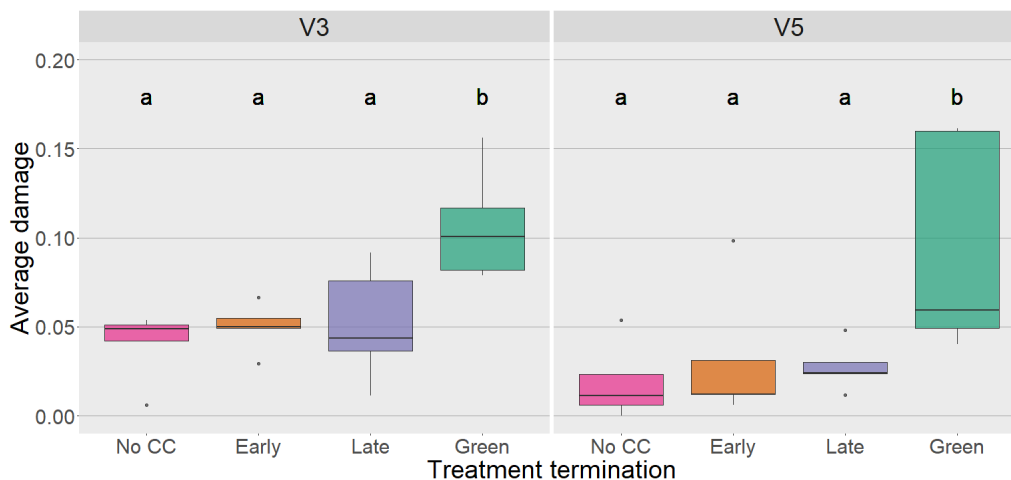 V3 V5
0.20
a a a b a a a b
0.15
0.10
0.05
0.00
Average damage
No CC Early Late Green No CC Early Late Green
Treatment termination